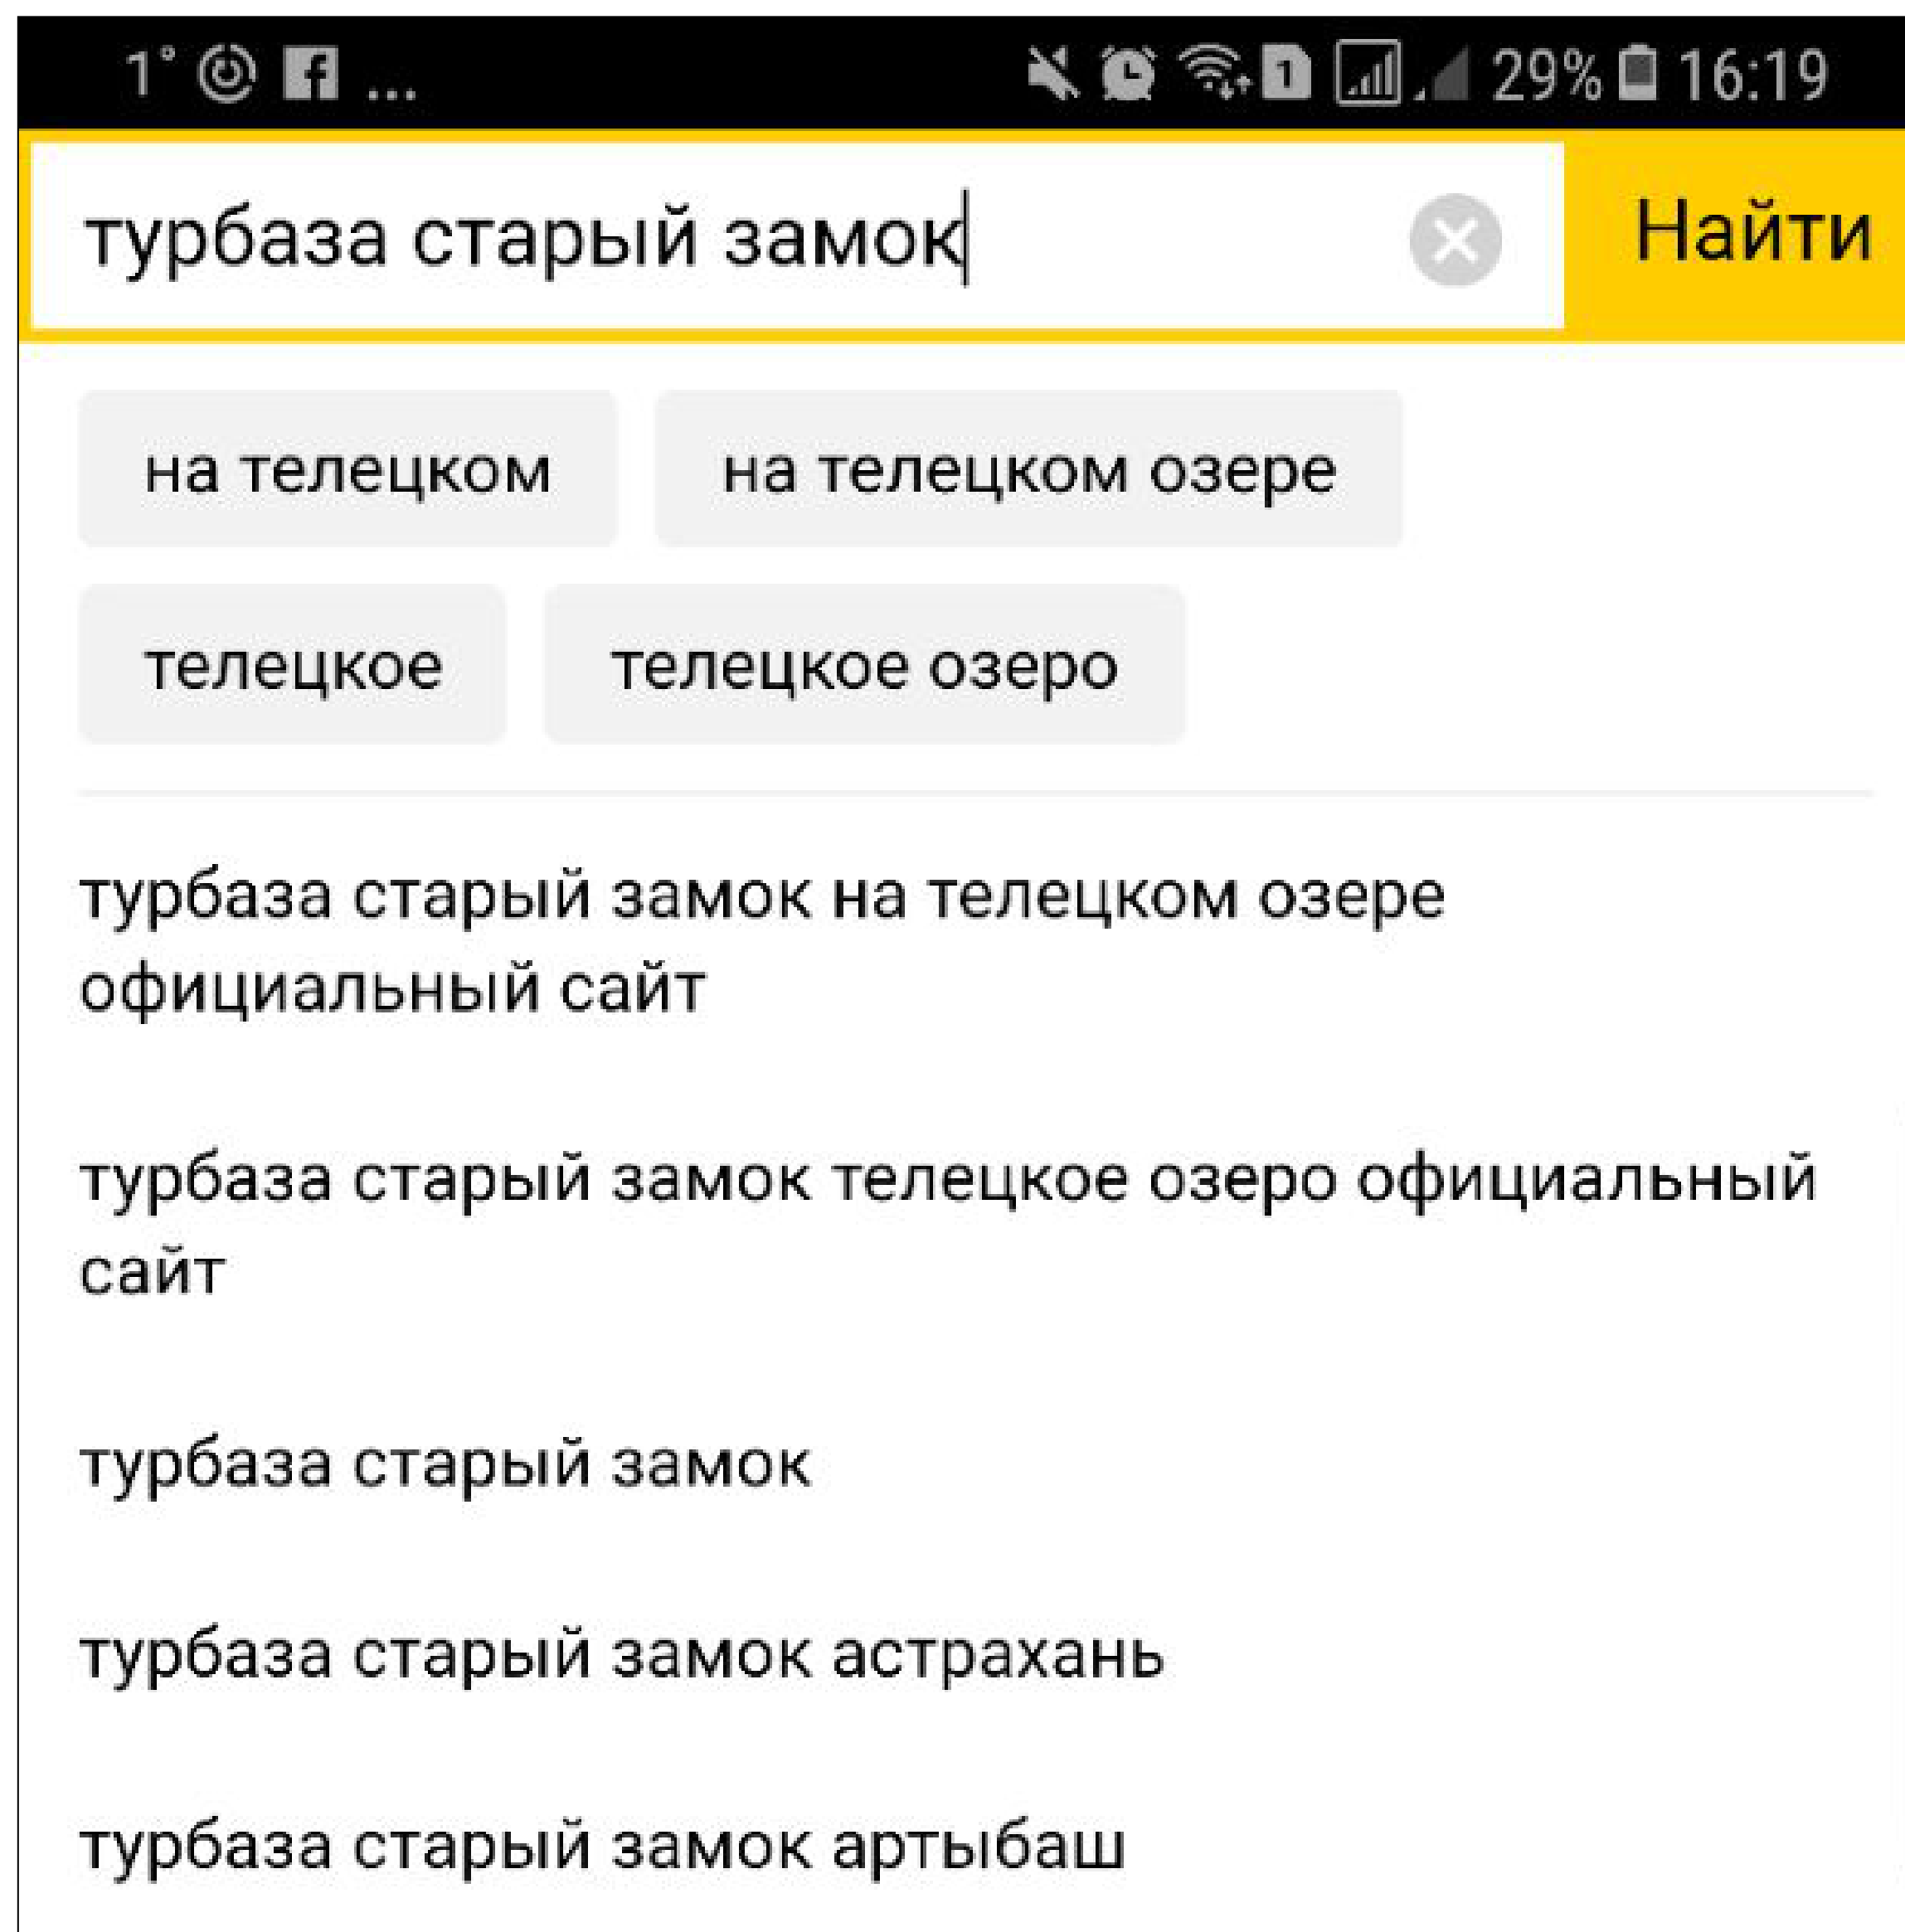 1° ... 1 29% 16:19
турбаза старый замок Найти
на телецком на телецком озере
телецкое телецкое озеро
турбаза старый замок на телецком озере
официальный сайт
турбаза старый замок телецкое озеро официальный
сайт
турбаза старый замок
турбаза старый замок астрахань
турбаза старый замок артыбаш